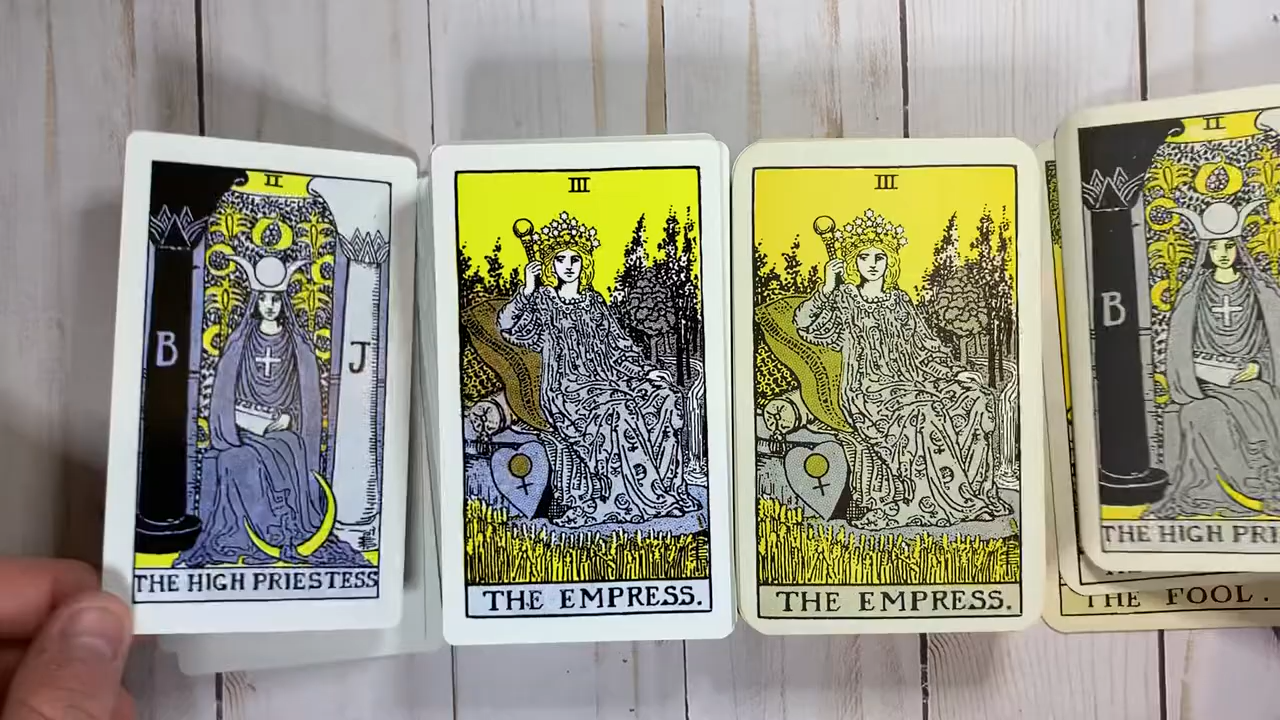 II
B
J
THE HIGH PRIESTESS
III
THE EMPRESS.
III
THE EMPRESS.
II
B
THE HIGH PRI
THE FOOL.